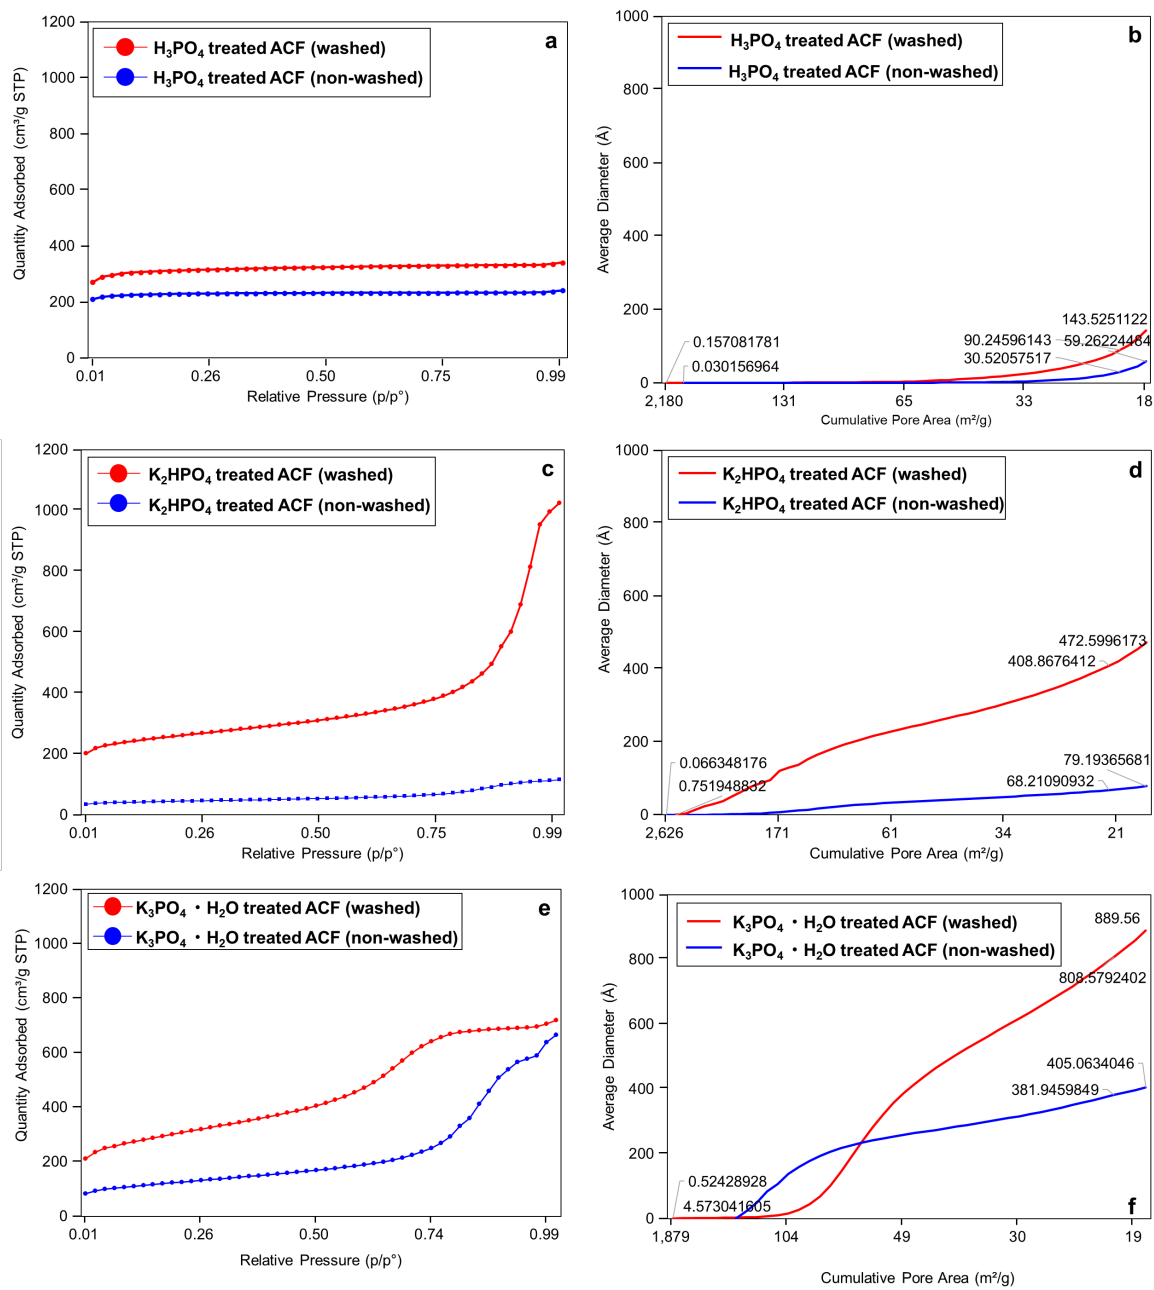 a
H₃PO₄ treated ACF (washed)
H₃PO₄ treated ACF (non-washed)
Quantity Adsorbed (cm³/g STP)
1200
1000
800
600
400
200
0
0.01 0.26 0.50 0.75 0.99
Relative Pressure (p/p°)
b
H₃PO₄ treated ACF (washed)
H₃PO₄ treated ACF (non-washed)
Average Diameter (Å)
1000
800
600
400
200
0
143.5251122
90.24596143
59.26224484
30.52057517
0.157081781
0.030156964
2,180 131 65 33 18
Cumulative Pore Area (m²/g)
c
K₂HPO₄ treated ACF (washed)
K₂HPO₄ treated ACF (non-washed)
Quantity Adsorbed (cm³/g STP)
1200
1000
800
600
400
200
0
0.01 0.26 0.50 0.75 0.99
Relative Pressure (p/p°)
d
K₂HPO₄ treated ACF (washed)
K₂HPO₄ treated ACF (non-washed)
Average Diameter (Å)
1000
800
600
400
200
0
472.5996173
408.8676412
79.19365681
68.21090932
0.066348176
0.751948832
2,626 171 61 34 21
Cumulative Pore Area (m²/g)
e
K₃PO₄・H₂O treated ACF (washed)
K₃PO₄・H₂O treated ACF (non-washed)
Quantity Adsorbed (cm³/g STP)
1200
1000
800
600
400
200
0
0.01 0.26 0.50 0.74 0.99
Relative Pressure (p/p°)
K₃PO₄・H₂O treated ACF (washed)
K₃PO₄・H₂O treated ACF (non-washed)
Average Diameter (Å)
1000
800
600
400
200
0
889.56
808.5792402
405.0634046
381.9459849
0.52428928
4.573041605
f
1,879 104 49 30 19
Cumulative Pore Area (m²/g)